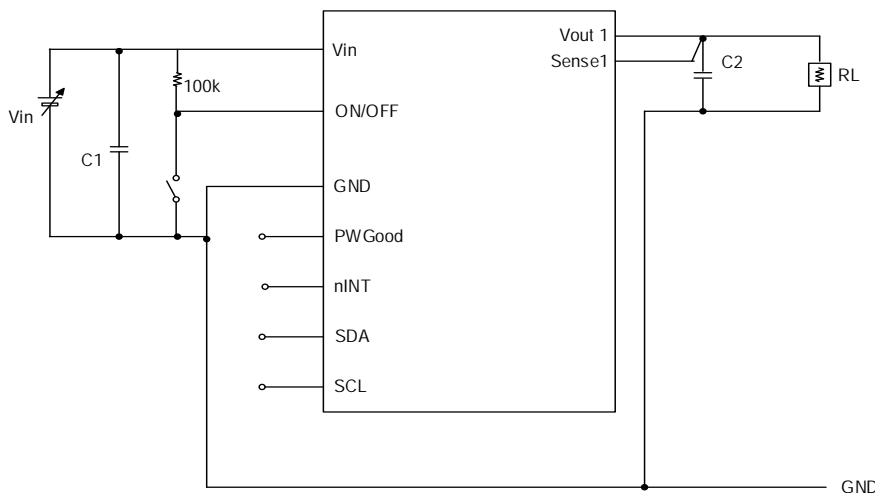 Vout 1
Vin
Sense1
C2
RL
100k
Vin
ON/OFF
C1
GND
PWGood
nINT
SDA
SCL
GND